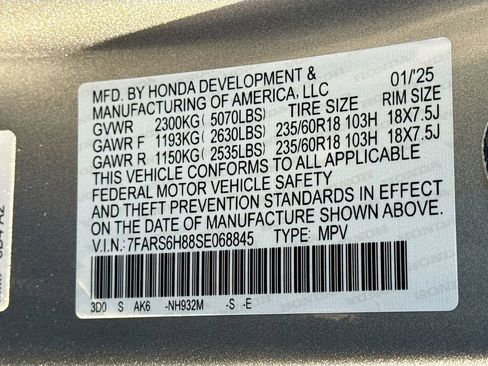 MFD. BY HONDA DEVELOPMENT & 01/'25
MANUFACTURING OF AMERICA, LLC
GVWR 2300KG( 5070LBS) TIRE SIZE RIM SIZE
GAWR F 1193KG( 2630LBS) 235/60R18 103H 18X7.5J
GAWR R 1150KG( 2535LBS) 235/60R18 103H 18X7.5J
THIS VEHICLE CONFORMS TO ALL APPLICABLE
FEDERAL MOTOR VEHICLE SAFETY
AND THEFT PREVENTION STANDARDS IN EFFECT ON
THE DATE OF MANUFACTURE SHOWN ABOVE.
V.I.N.: 7FARS6H88SE068845 TYPE: MPV
3D0 S AK6 -NH932M -S -E